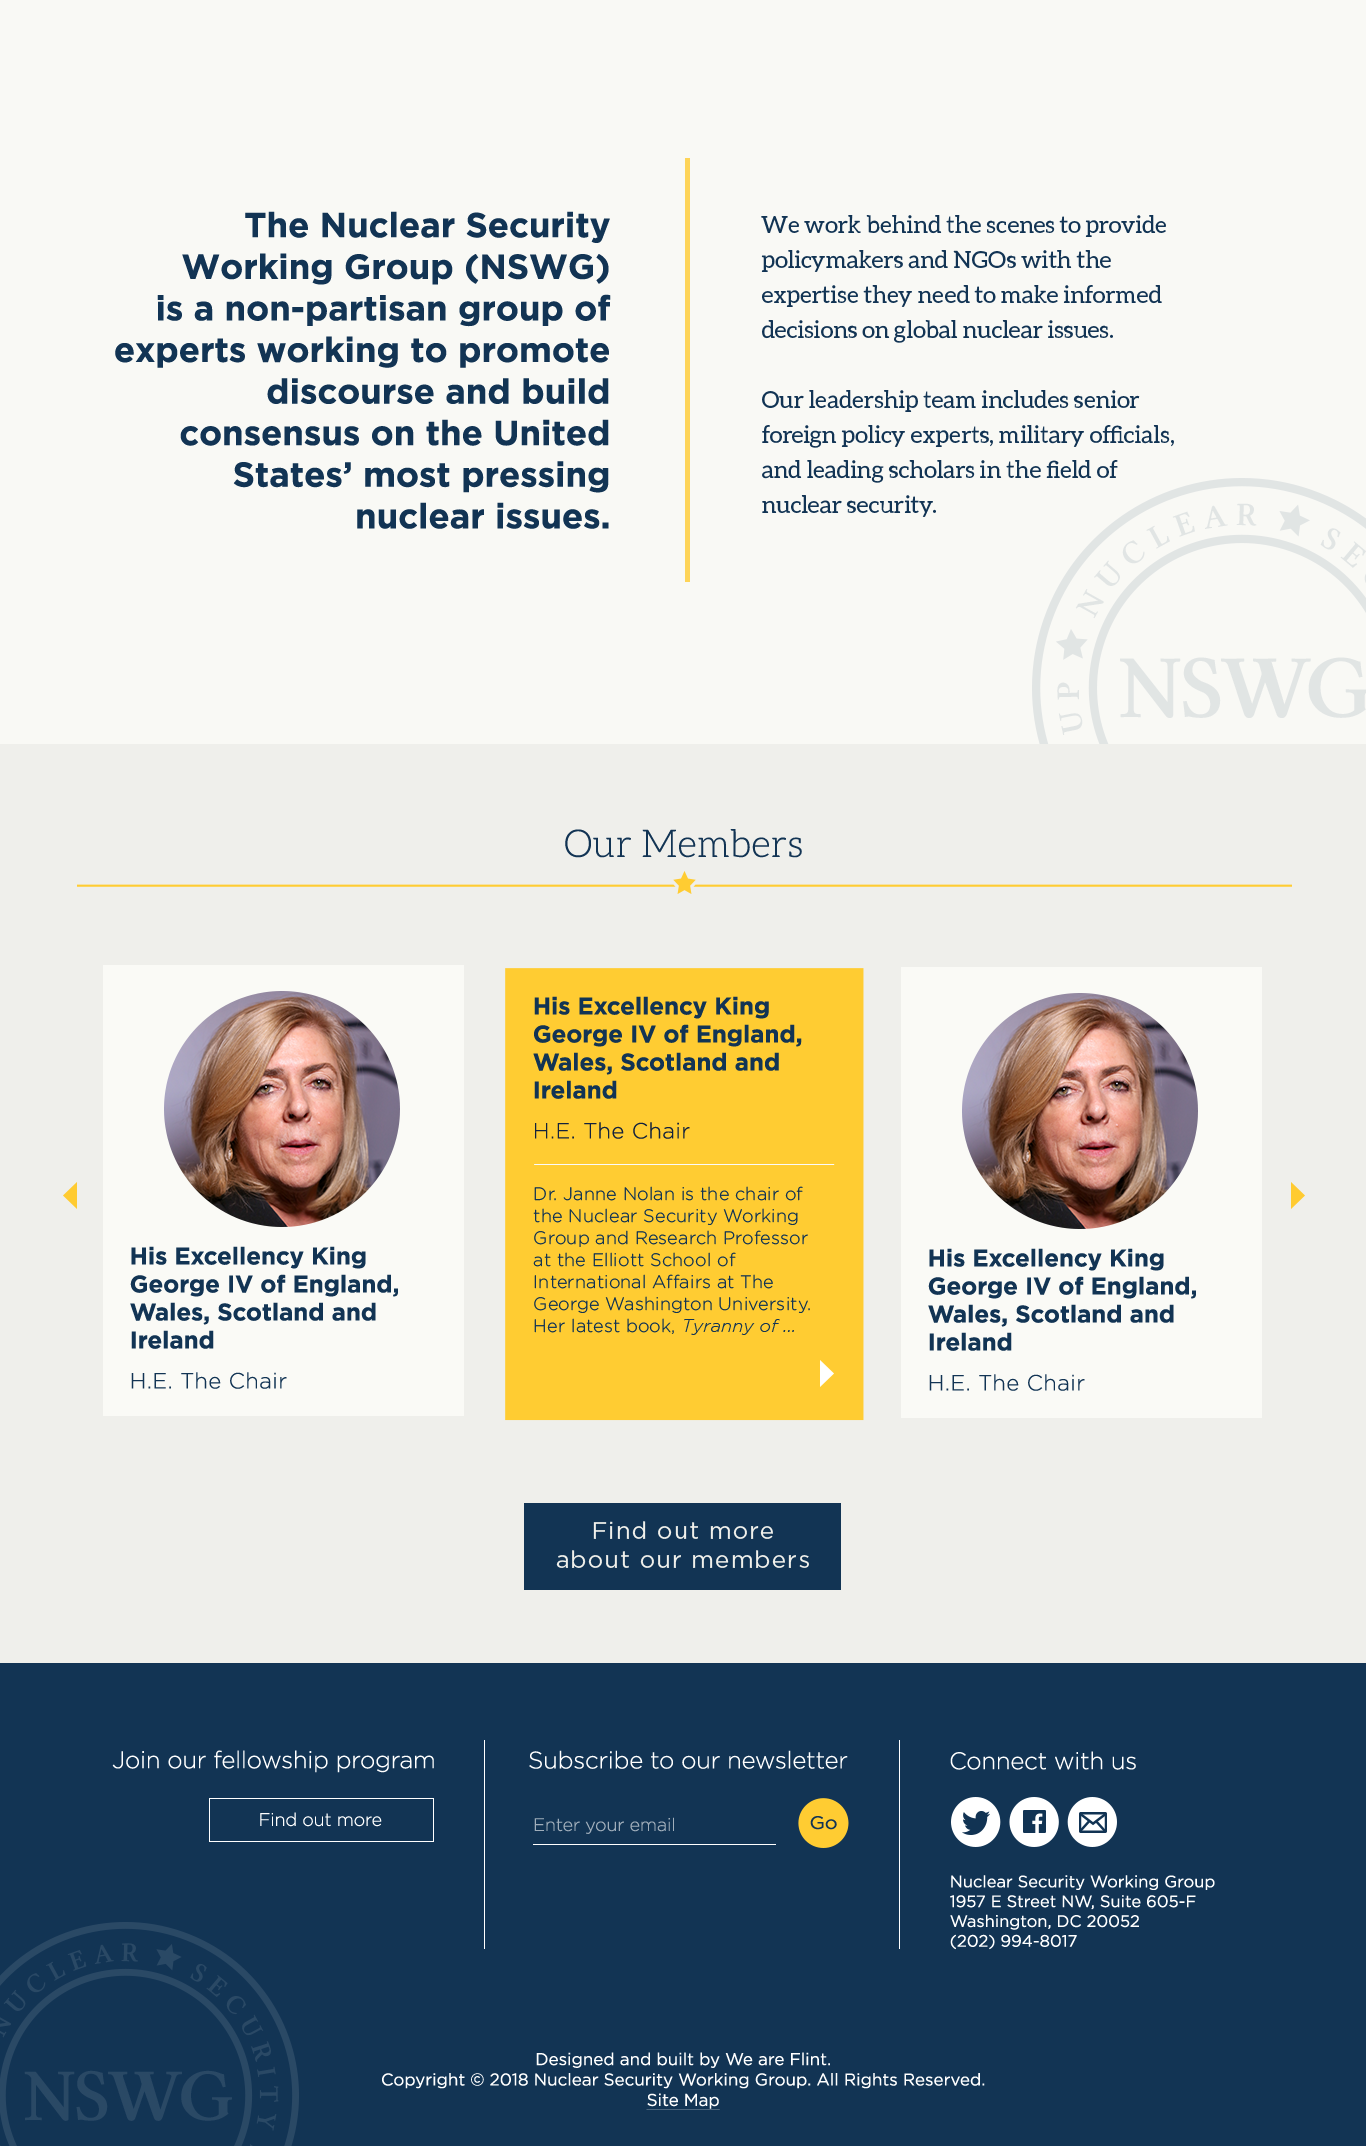 The Nuclear Security
Working Group (NSWG)
is a non-partisan group of
experts working to promote
discourse and build
consensus on the United
States’ most pressing
nuclear issues.
We work behind the scenes to provide
policymakers and NGOs with the
expertise they need to make informed
decisions on global nuclear issues.
Our leadership team includes senior
foreign policy experts, military officials,
and leading scholars in the field of
nuclear security.
UP ★ NUCLEAR ★ SEC
NSWG
Our Members
His Excellency King
George IV of England,
Wales, Scotland and
Ireland
H.E. The Chair
His Excellency King
George IV of England,
Wales, Scotland and
Ireland
H.E. The Chair
Dr. Janne Nolan is the chair of
the Nuclear Security Working
Group and Research Professor
at the Elliott School of
International Affairs at The
George Washington University.
Her latest book, Tyranny of ...
His Excellency King
George IV of England,
Wales, Scotland and
Ireland
H.E. The Chair
Find out more
about our members
Join our fellowship program
Find out more
Subscribe to our newsletter
Enter your email
Go
Connect with us
Nuclear Security Working Group
1957 E Street NW, Suite 605-F
Washington, DC 20052
(202) 994-8017
NUCLEAR ★ SECURITY
NSWG
Designed and built by We are Flint.
Copyright © 2018 Nuclear Security Working Group. All Rights Reserved.
Site Map